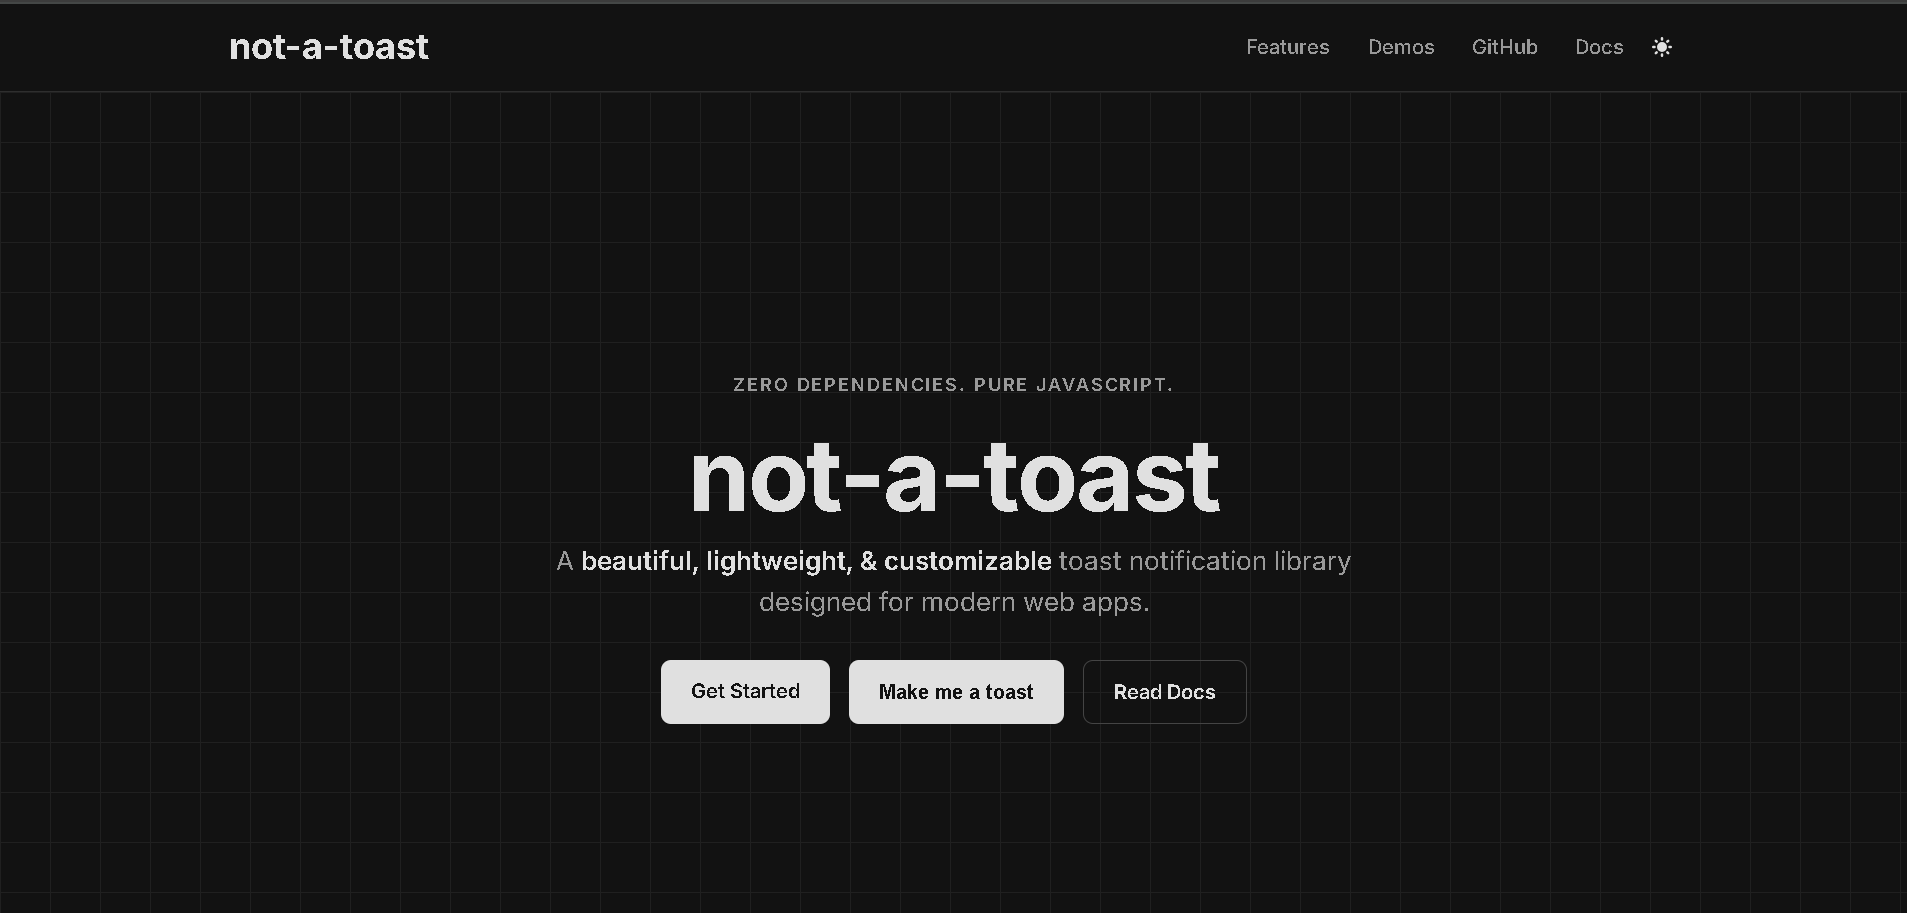 not-a-toast
Features Demos GitHub Docs
ZERO DEPENDENCIES. PURE JAVASCRIPT.
not-a-toast
A beautiful, lightweight, & customizable toast notification library
designed for modern web apps.
Get Started Make me a toast Read Docs